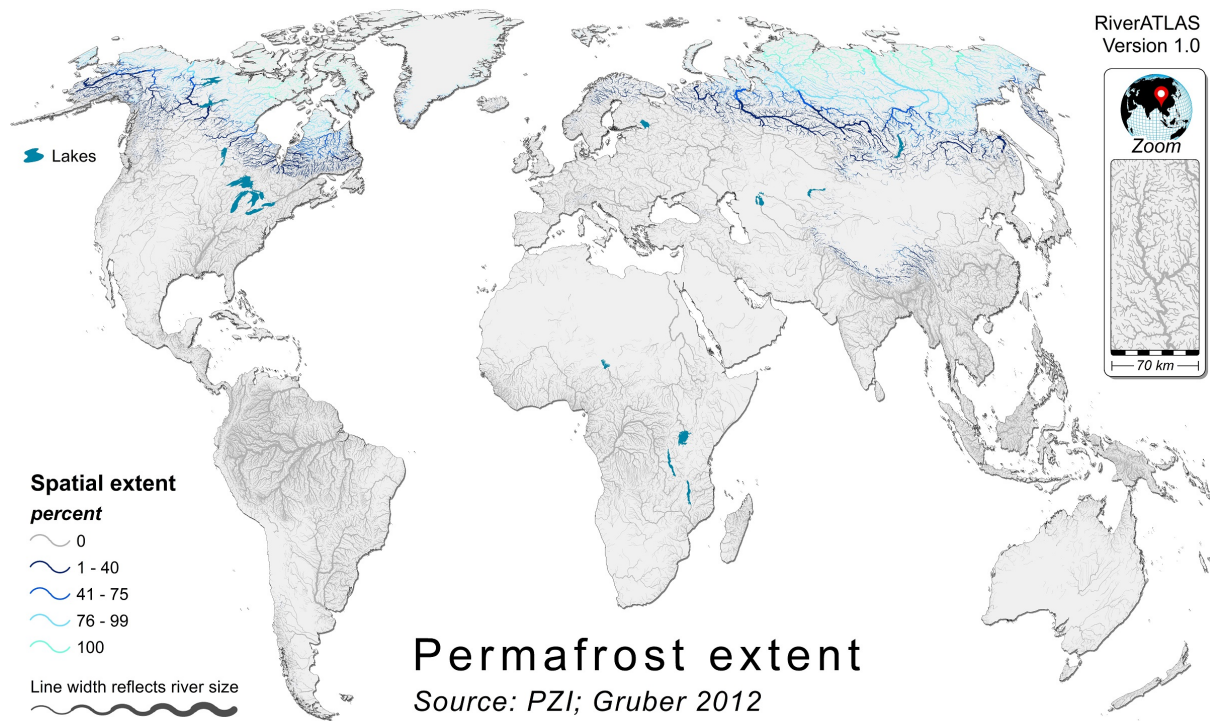 RiverATLAS
Version 1.0
Zoom
70 km
Lakes
Spatial extent
percent
0
1 - 40
41 - 75
76 - 99
100
Line width reflects river size
Permafrost extent
Source: PZI; Gruber 2012